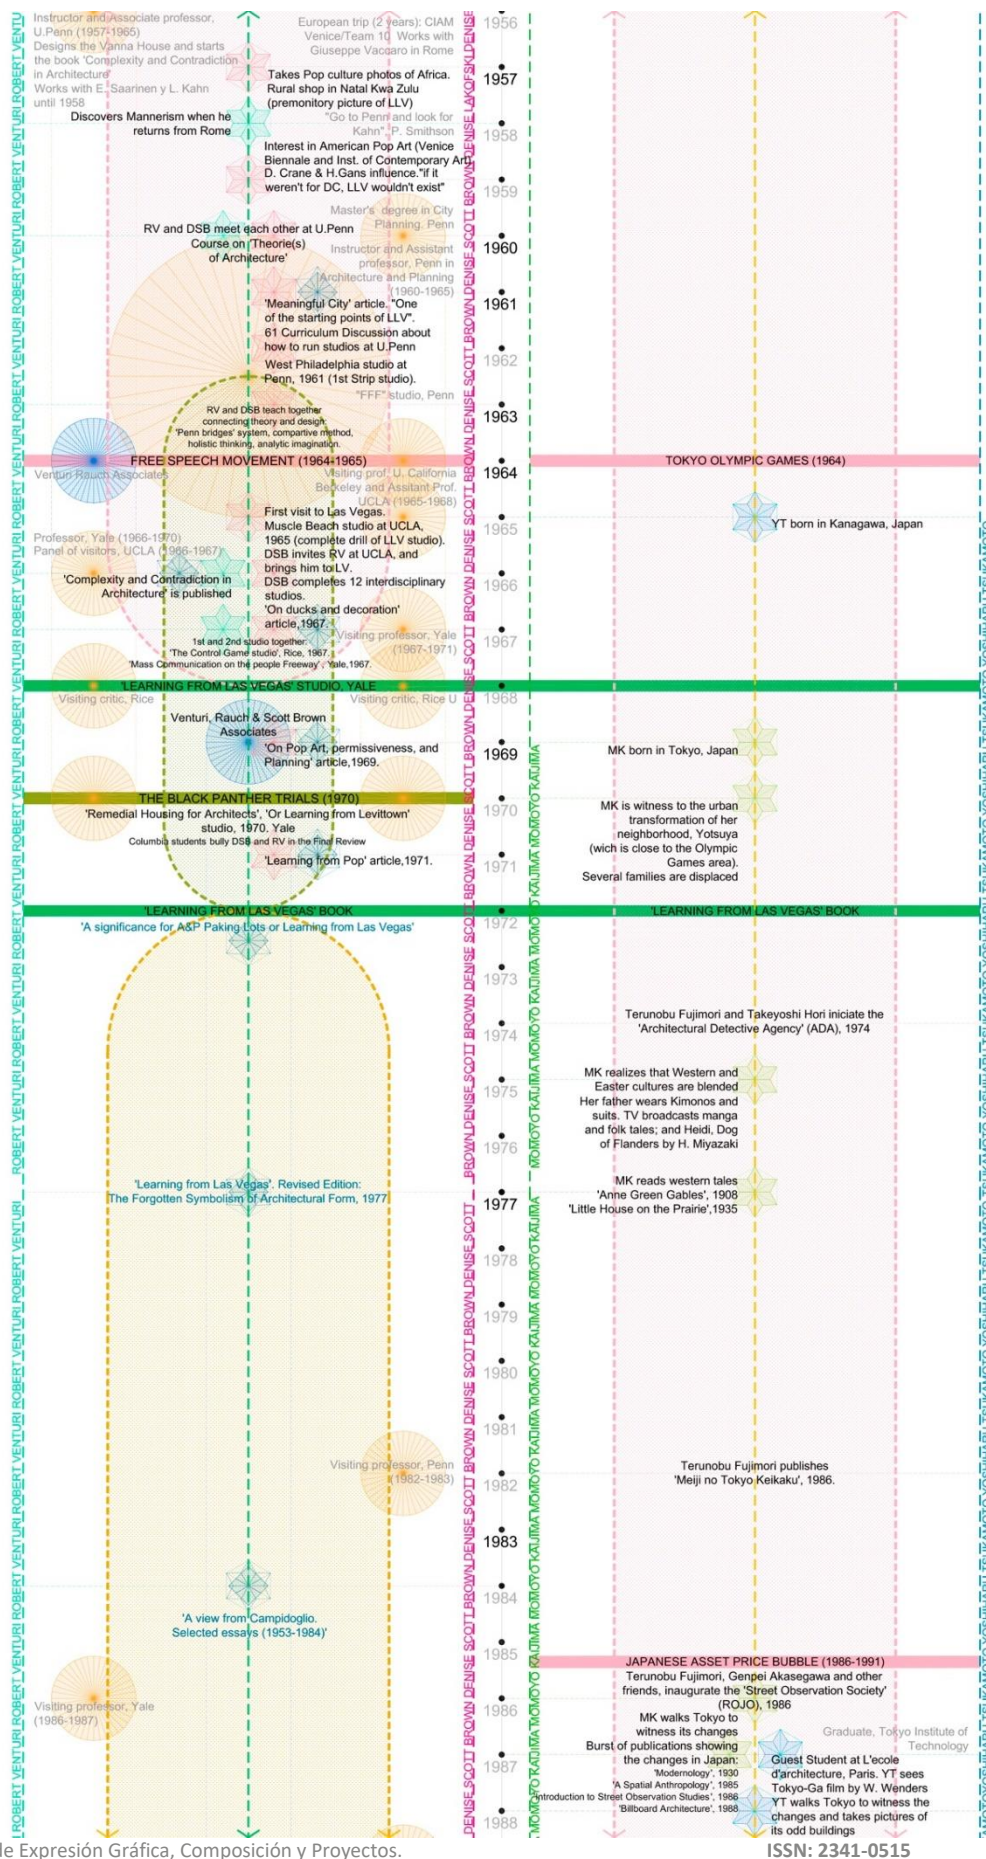 Instructor and Associate professor,
U.Penn (1957-1965)
Designs the Vanna House and starts
the book 'Complexity and Contradiction
in Architecture'
Works with E. Saarinen y L. Kahn
until 1958
European trip (2 years): CIAM
Venice/Team 10 Works with
Giuseppe Vaccaro in Rome
1956
Takes Pop culture photos of Africa.
Rural shop in Natal Kwa Zulu
(premonitory picture of LLV)
1957
Discovers Mannerism when he
returns from Rome
"Go to Penn and look for
Kahn". P. Smithson
1958
Interest in American Pop Art (Venice
Biennale and Inst. of Contemporary Art)
D. Crane & H.Gans influence."if it
weren't for DC, LLV wouldn't exist"
1959
Master's degree in City
Planning. Penn
RV and DSB meet each other at U.Penn
Course on 'Theorie(s)
of Architecture'
1960
Instructor and Assistant
professor, Penn in
Architecture and Planning
(1960-1965)
'Meaningful City' article. "One
of the starting points of LLV".
61 Curriculum Discussion about
how to run studios at U.Penn
1961
West Philadelphia studio at
Penn, 1961 (1st Strip studio).
1962
"FFF" studio, Penn
RV and DSB teach together
connecting theory and design:
'Penn bridges' system, compartive method,
holistic thinking, analytic imagination.
1963
FREE SPEECH MOVEMENT (1964-1965)
TOKYO OLYMPIC GAMES (1964)
1964
Venturi Rauch Associates
Visiting prof. U. California
Berkeley and Assitant Prof.
UCLA (1965-1968)
First visit to Las Vegas.
Muscle Beach studio at UCLA,
1965 (complete drill of LLV studio).
DSB invites RV at UCLA, and
brings him to LV.
DSB completes 12 interdisciplinary
studios.
'On ducks and decoration'
article,1967.
1965
YT born in Kanagawa, Japan
Professor, Yale (1966-1970)
Panel of visitors, UCLA (1966-1967)
'Complexity and Contradiction in
Architecture' is published
1966
Visiting professor, Yale
(1967-1971)
1967
1st and 2nd studio together:
'The Control Game studio', Rice, 1967.
'Mass Communication on the people Freeway' , Yale,1967.
'LEARNING FROM LAS VEGAS' STUDIO, YALE
Visiting critic, Rice
Visiting critic, Rice U
1968
Venturi, Rauch & Scott Brown
Associates
'On Pop Art, permissiveness, and
Planning' article,1969.
1969
MK born in Tokyo, Japan
THE BLACK PANTHER TRIALS (1970)
'Remedial Housing for Architects', 'Or Learning from Levittown'
studio, 1970. Yale
Columbia students bully DSB and RV in the Final Review
1970
MK is witness to the urban
transformation of her
neighborhood, Yotsuya
(wich is close to the Olympic
Games area).
Several families are displaced
'Learning from Pop' article,1971.
1971
'LEARNING FROM LAS VEGAS' BOOK
'LEARNING FROM LAS VEGAS' BOOK
'A significance for A&P Paking Lots or Learning from Las Vegas'
1972
1973
Terunobu Fujimori and Takeyoshi Hori iniciate the
'Architectural Detective Agency' (ADA), 1974
1974
MK realizes that Western and
Easter cultures are blended
Her father wears Kimonos and
suits. TV broadcasts manga
and folk tales; and Heidi, Dog
of Flanders by H. Miyazaki
1975
1976
'Learning from Las Vegas'. Revised Edition:
The Forgotten Symbolism of Architectural Form, 1977
1977
MK reads western tales
'Anne Green Gables', 1908
'Little House on the Prairie',1935
1978
1979
1980
1981
Visiting professor, Penn
(1982-1983)
1982
Terunobu Fujimori publishes
'Meiji no Tokyo Keikaku', 1986.
1983
1984
'A view from Campidoglio.
Selected essays (1953-1984)'
1985
JAPANESE ASSET PRICE BUBBLE (1986-1991)
Terunobu Fujimori, Genpei Akasegawa and other
friends, inaugurate the 'Street Observation Society'
(ROJO), 1986
Visiting professor, Yale
(1986-1987)
1986
MK walks Tokyo to
witness its changes
Burst of publications showing
the changes in Japan:
'Modernology', 1930
'A Spatial Anthropology', 1985
'Introduction to Street Observation Studies', 1986
'Billboard Architecture', 1988
Graduate, Tokyo Institute of
Technology
1987
Guest Student at L'ecole
d'architecture, Paris. YT sees
Tokyo-Ga film by W. Wenders
YT walks Tokyo to witness the
changes and takes pictures of
its odd buildings
1988
ROBERT VENTURI
DENISE SCOTT BROWN
MOMOYO KAIJIMA
YOSHIHARU TSUKAMOTO
de Expresión Gráfica, Composición y Proyectos.
ISSN: 2341-0515